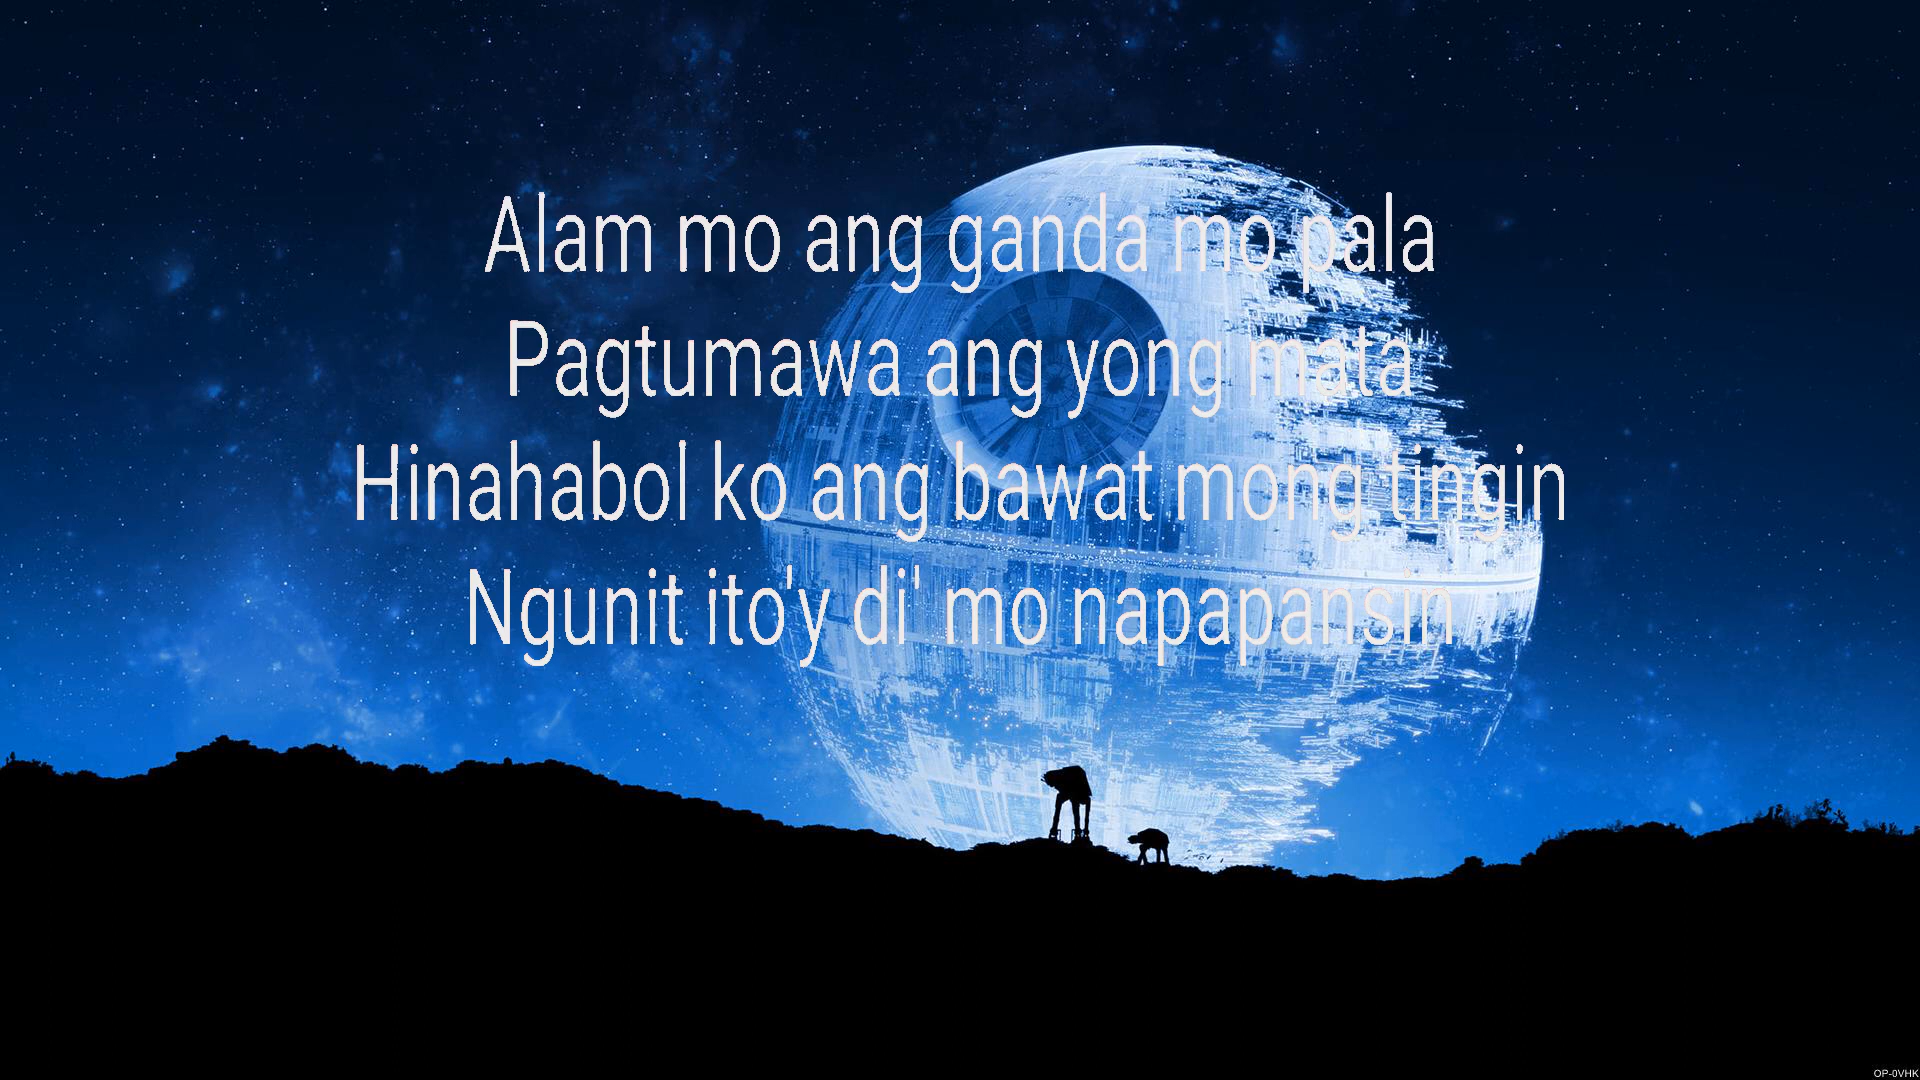 Alam mo ang ganda mo pala
Pagtumawa ang yong mata
Hinahabol ko ang bawat mong tingin
Ngunit ito'y di' mo napapansin
OP-0VHK